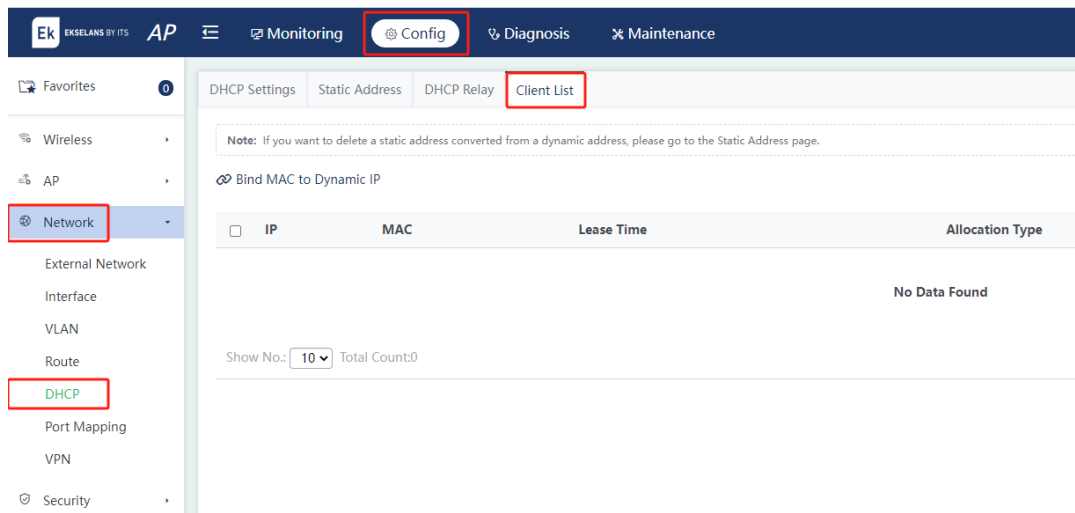 Ek EKSELANS BY ITS AP Monitoring Config Diagnosis Maintenance
Favorites 0
DHCP Settings Static Address DHCP Relay Client List
Wireless
Note: If you want to delete a static address converted from a dynamic address, please go to the Static Address page.
AP
Bind MAC to Dynamic IP
Network
IP MAC Lease Time Allocation Type
External Network
Interface
No Data Found
VLAN
Route
Show No.: 10 Total Count:0
DHCP
Port Mapping
VPN
Security